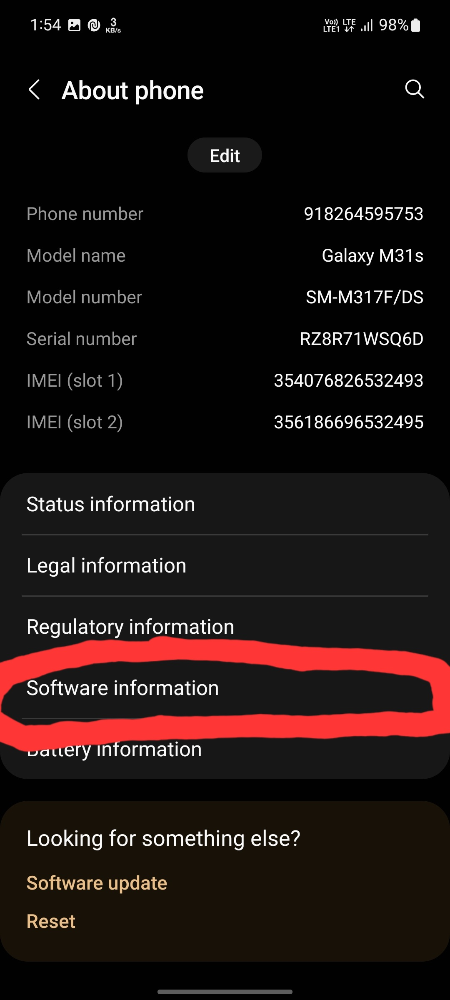 1:54 3 KB/s Vo)) LTE1 LTE 98%
About phone
Edit
Phone number 918264595753
Model name Galaxy M31s
Model number SM-M317F/DS
Serial number RZ8R71WSQ6D
IMEI (slot 1) 354076826532493
IMEI (slot 2) 356186696532495
Status information
Legal information
Regulatory information
Software information
Battery information
Looking for something else?
Software update
Reset